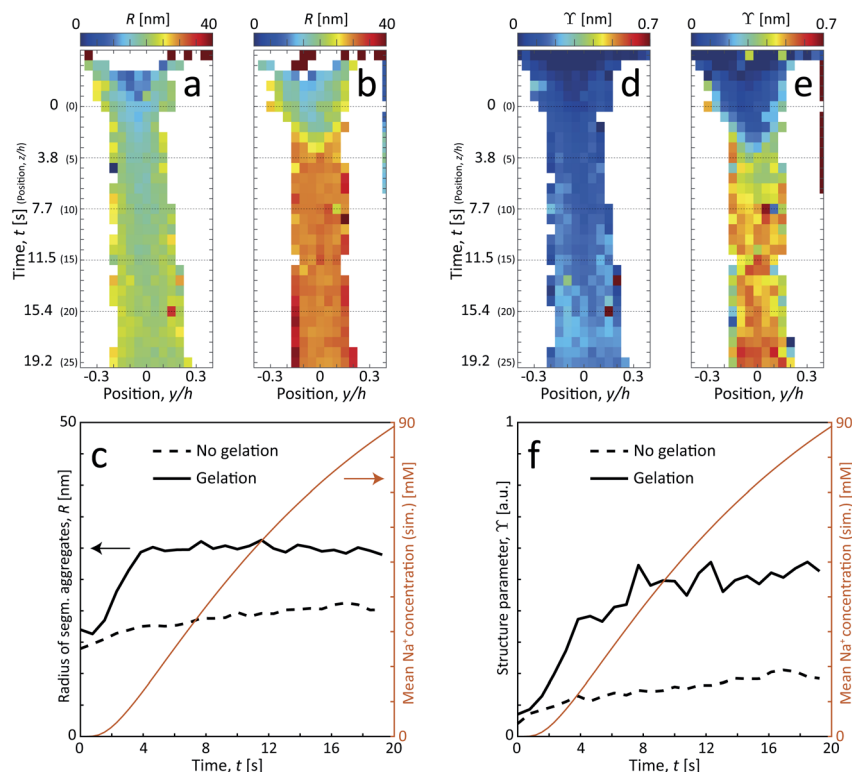 0 R [nm] 40
0 R [nm] 40
0 ϒ [nm] 0.7
0 ϒ [nm] 0.7
a
b
d
e
Time, t [s] (Position, z/h)
0 (0)
3.8 (5)
7.7 (10)
11.5 (15)
15.4 (20)
19.2 (25)
-0.3 0 0.3
Position, y/h
-0.3 0 0.3
Position, y/h
Time, t [s] (Position, z/h)
0 (0)
3.8 (5)
7.7 (10)
11.5 (15)
15.4 (20)
19.2 (25)
-0.3 0 0.3
Position, y/h
-0.3 0 0.3
Position, y/h
c
No gelation
Gelation
Radius of segm. aggregates, R [nm]
50
0
0 4 8 12 16 20
Time, t [s]
90
0
Mean Na⁺ concentration (sim.) [mM]
f
No gelation
Gelation
Structure parameter, ϒ [a.u.]
1
0
0 4 8 12 16 20
Time, t [s]
90
0
Mean Na⁺ concentration (sim.) [mM]